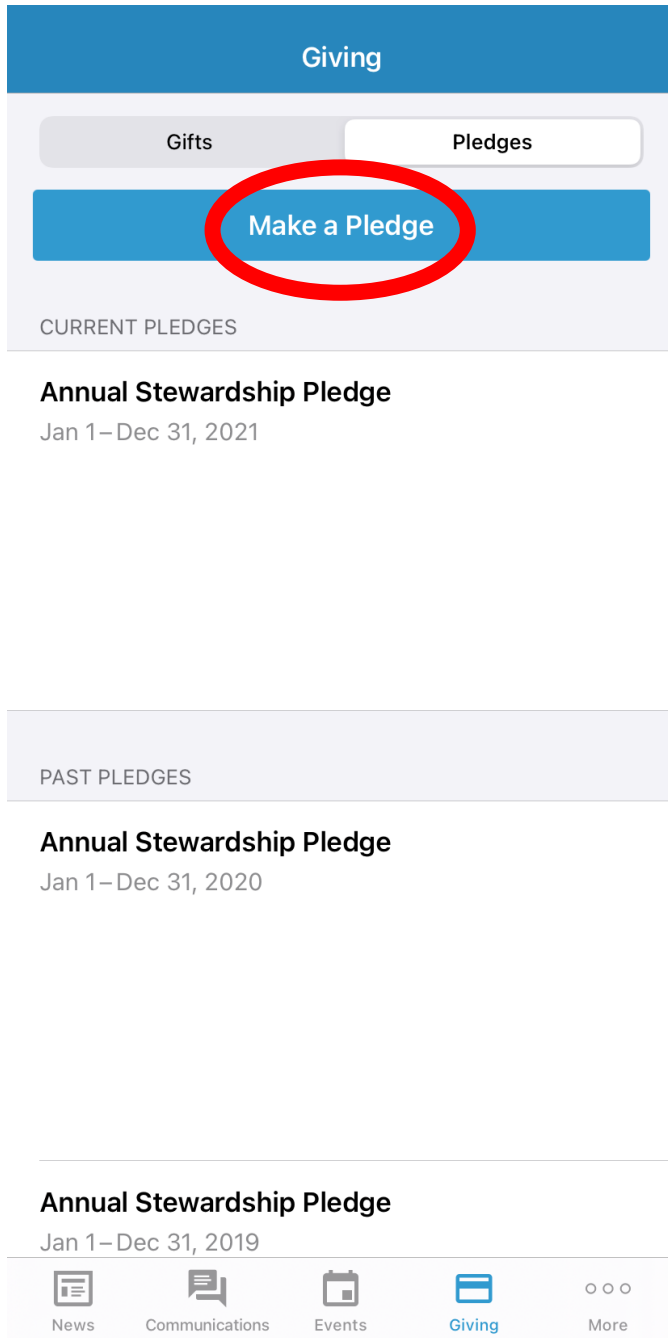 Giving
Gifts Pledges
Make a Pledge
CURRENT PLEDGES
Annual Stewardship Pledge
Jan 1–Dec 31, 2021
PAST PLEDGES
Annual Stewardship Pledge
Jan 1–Dec 31, 2020
Annual Stewardship Pledge
Jan 1–Dec 31, 2019
News Communications Events Giving More